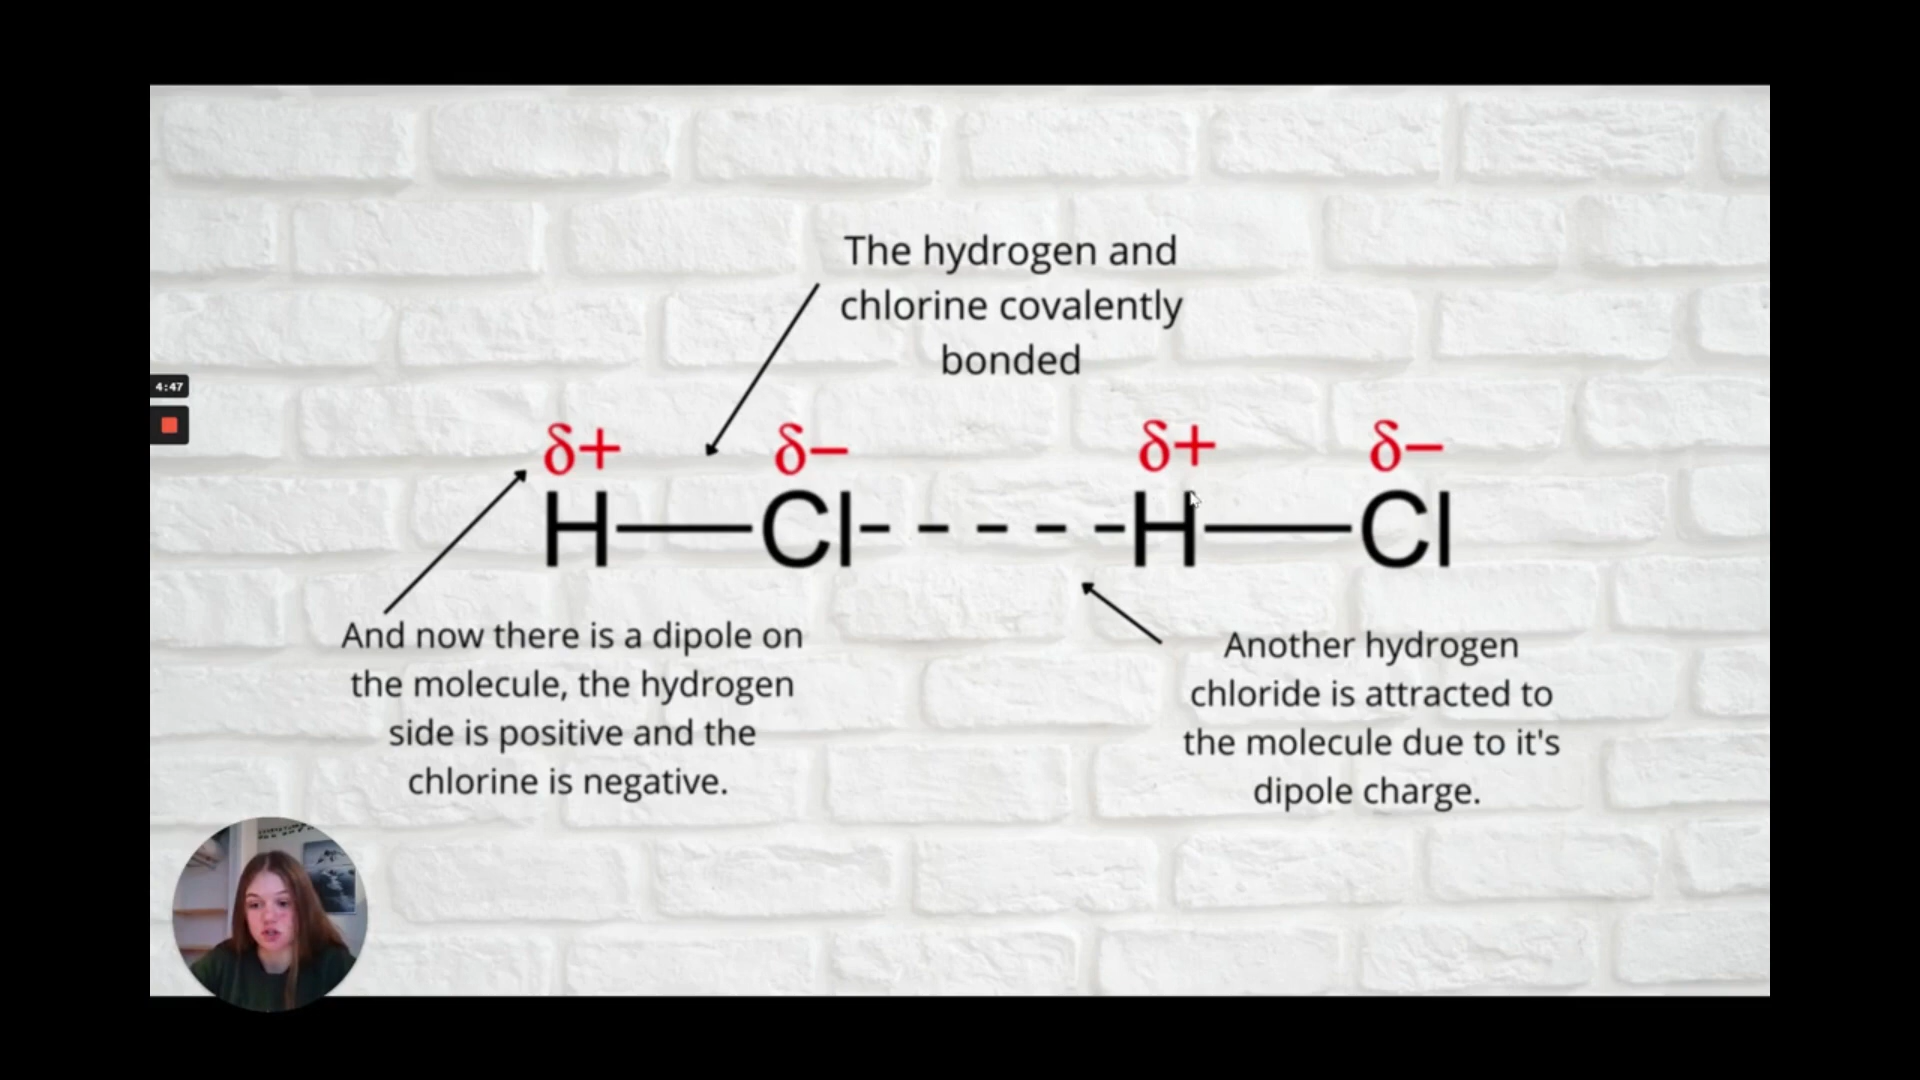 The hydrogen and
chlorine covalently
bonded
4:47
δ+ δ− δ+ δ−
H Cl H Cl
And now there is a dipole on
the molecule, the hydrogen
side is positive and the
chlorine is negative.
Another hydrogen
chloride is attracted to
the molecule due to it's
dipole charge.